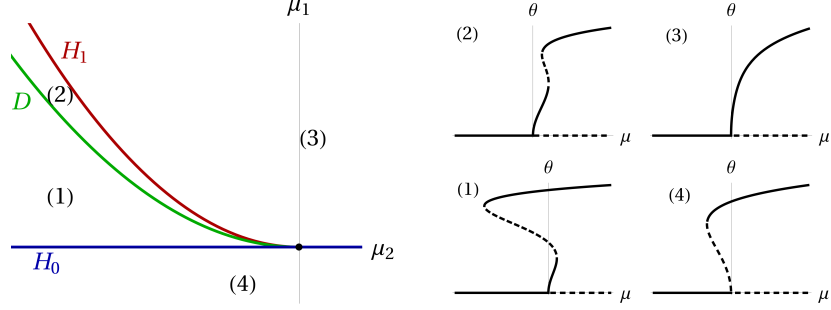 μ₁
H₁
D
(2)
(3)
(1)
μ₂
H₀
(4)
θ
(2)
μ
θ
(3)
μ
θ
(1)
μ
θ
(4)
μ